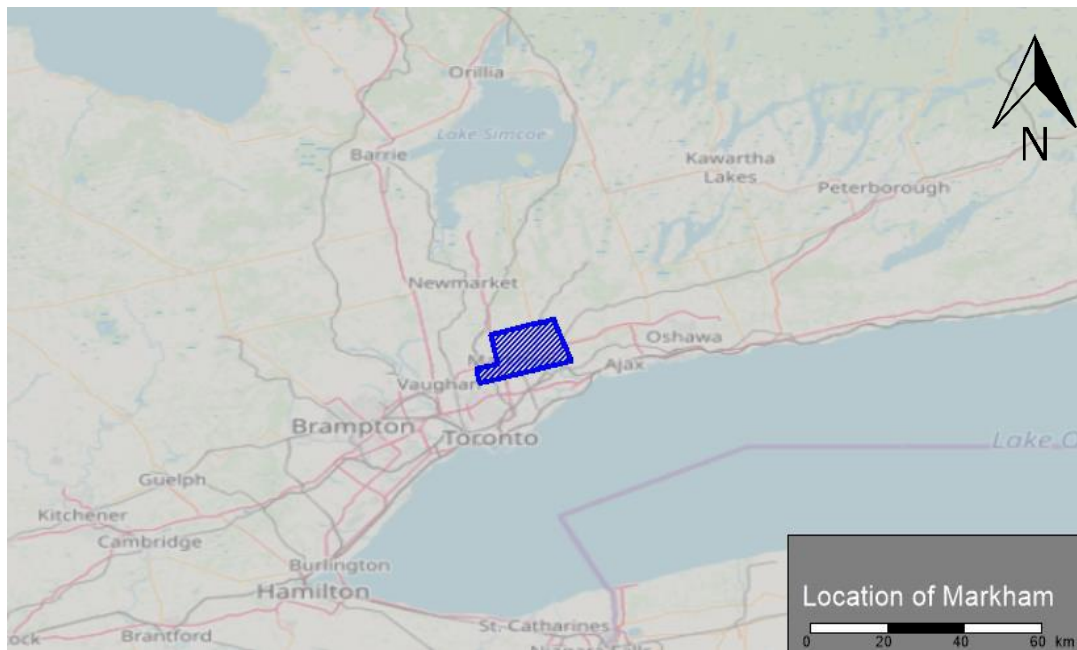 Orillia
Lake Simcoe
Barrie
N
Kawartha
Lakes
Peterborough
Newmarket
Oshawa
Ajax
Vaughan
Brampton
Toronto
Guelph
Kitchener
Cambridge
Burlington
Hamilton
Brantford
St. Catharines
Location of Markham
0 20 40 60 km